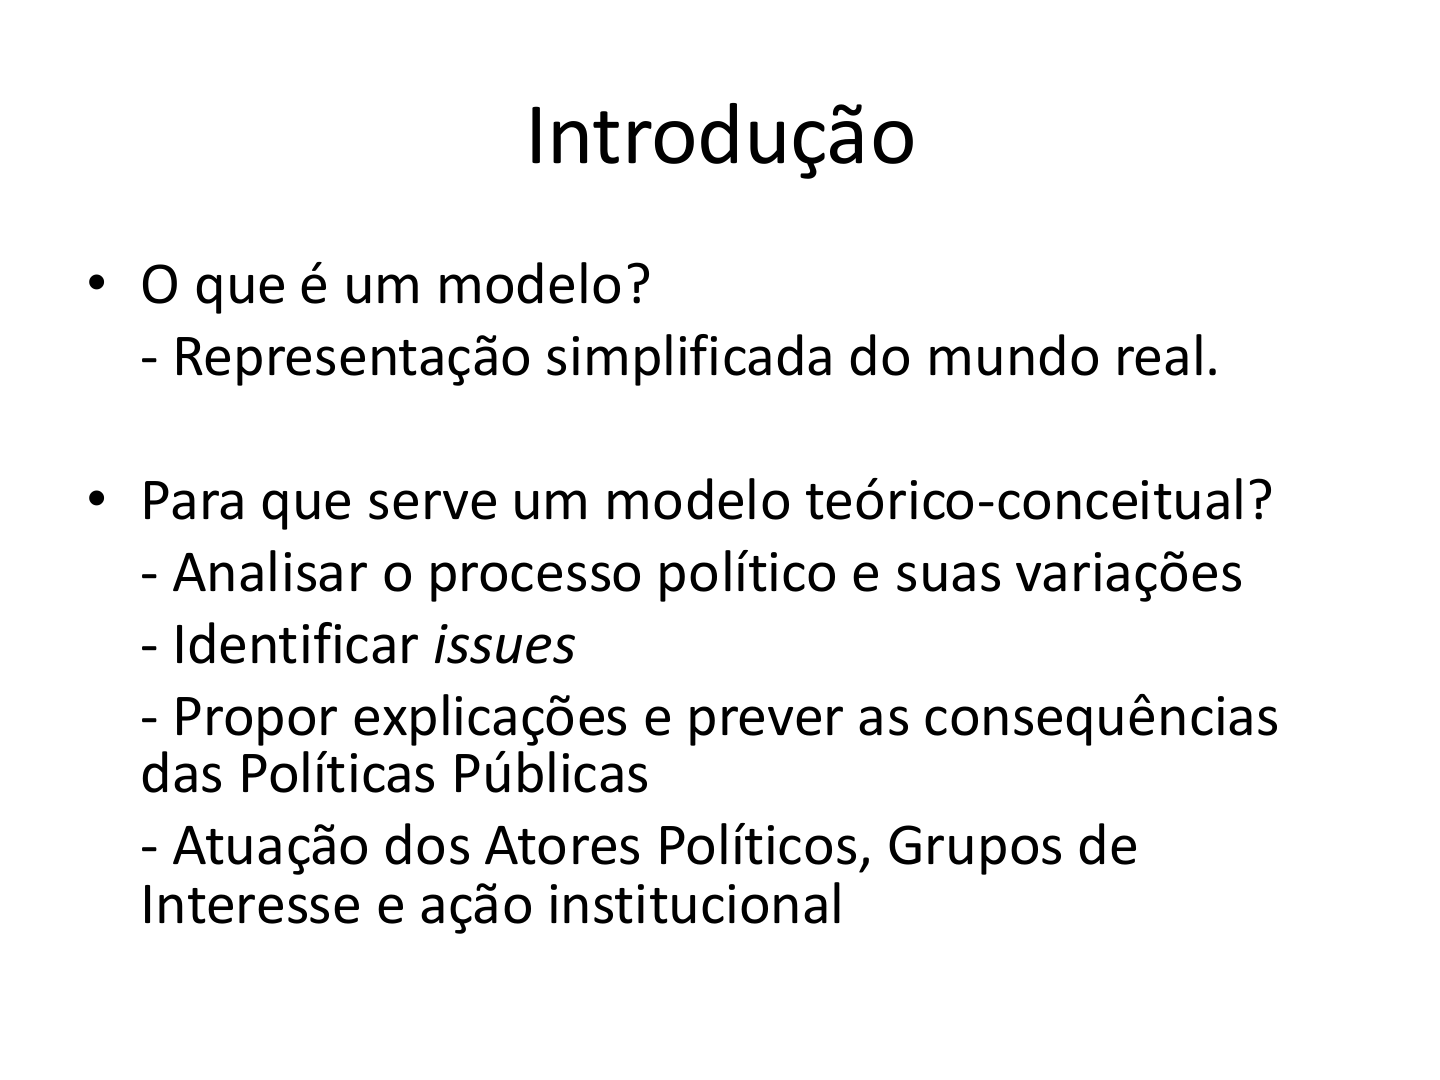 Introdução
• O que é um modelo?
- Representação simplificada do mundo real.
• Para que serve um modelo teórico-conceitual?
- Analisar o processo político e suas variações
- Identificar issues
- Propor explicações e prever as consequências
das Políticas Públicas
- Atuação dos Atores Políticos, Grupos de
Interesse e ação institucional